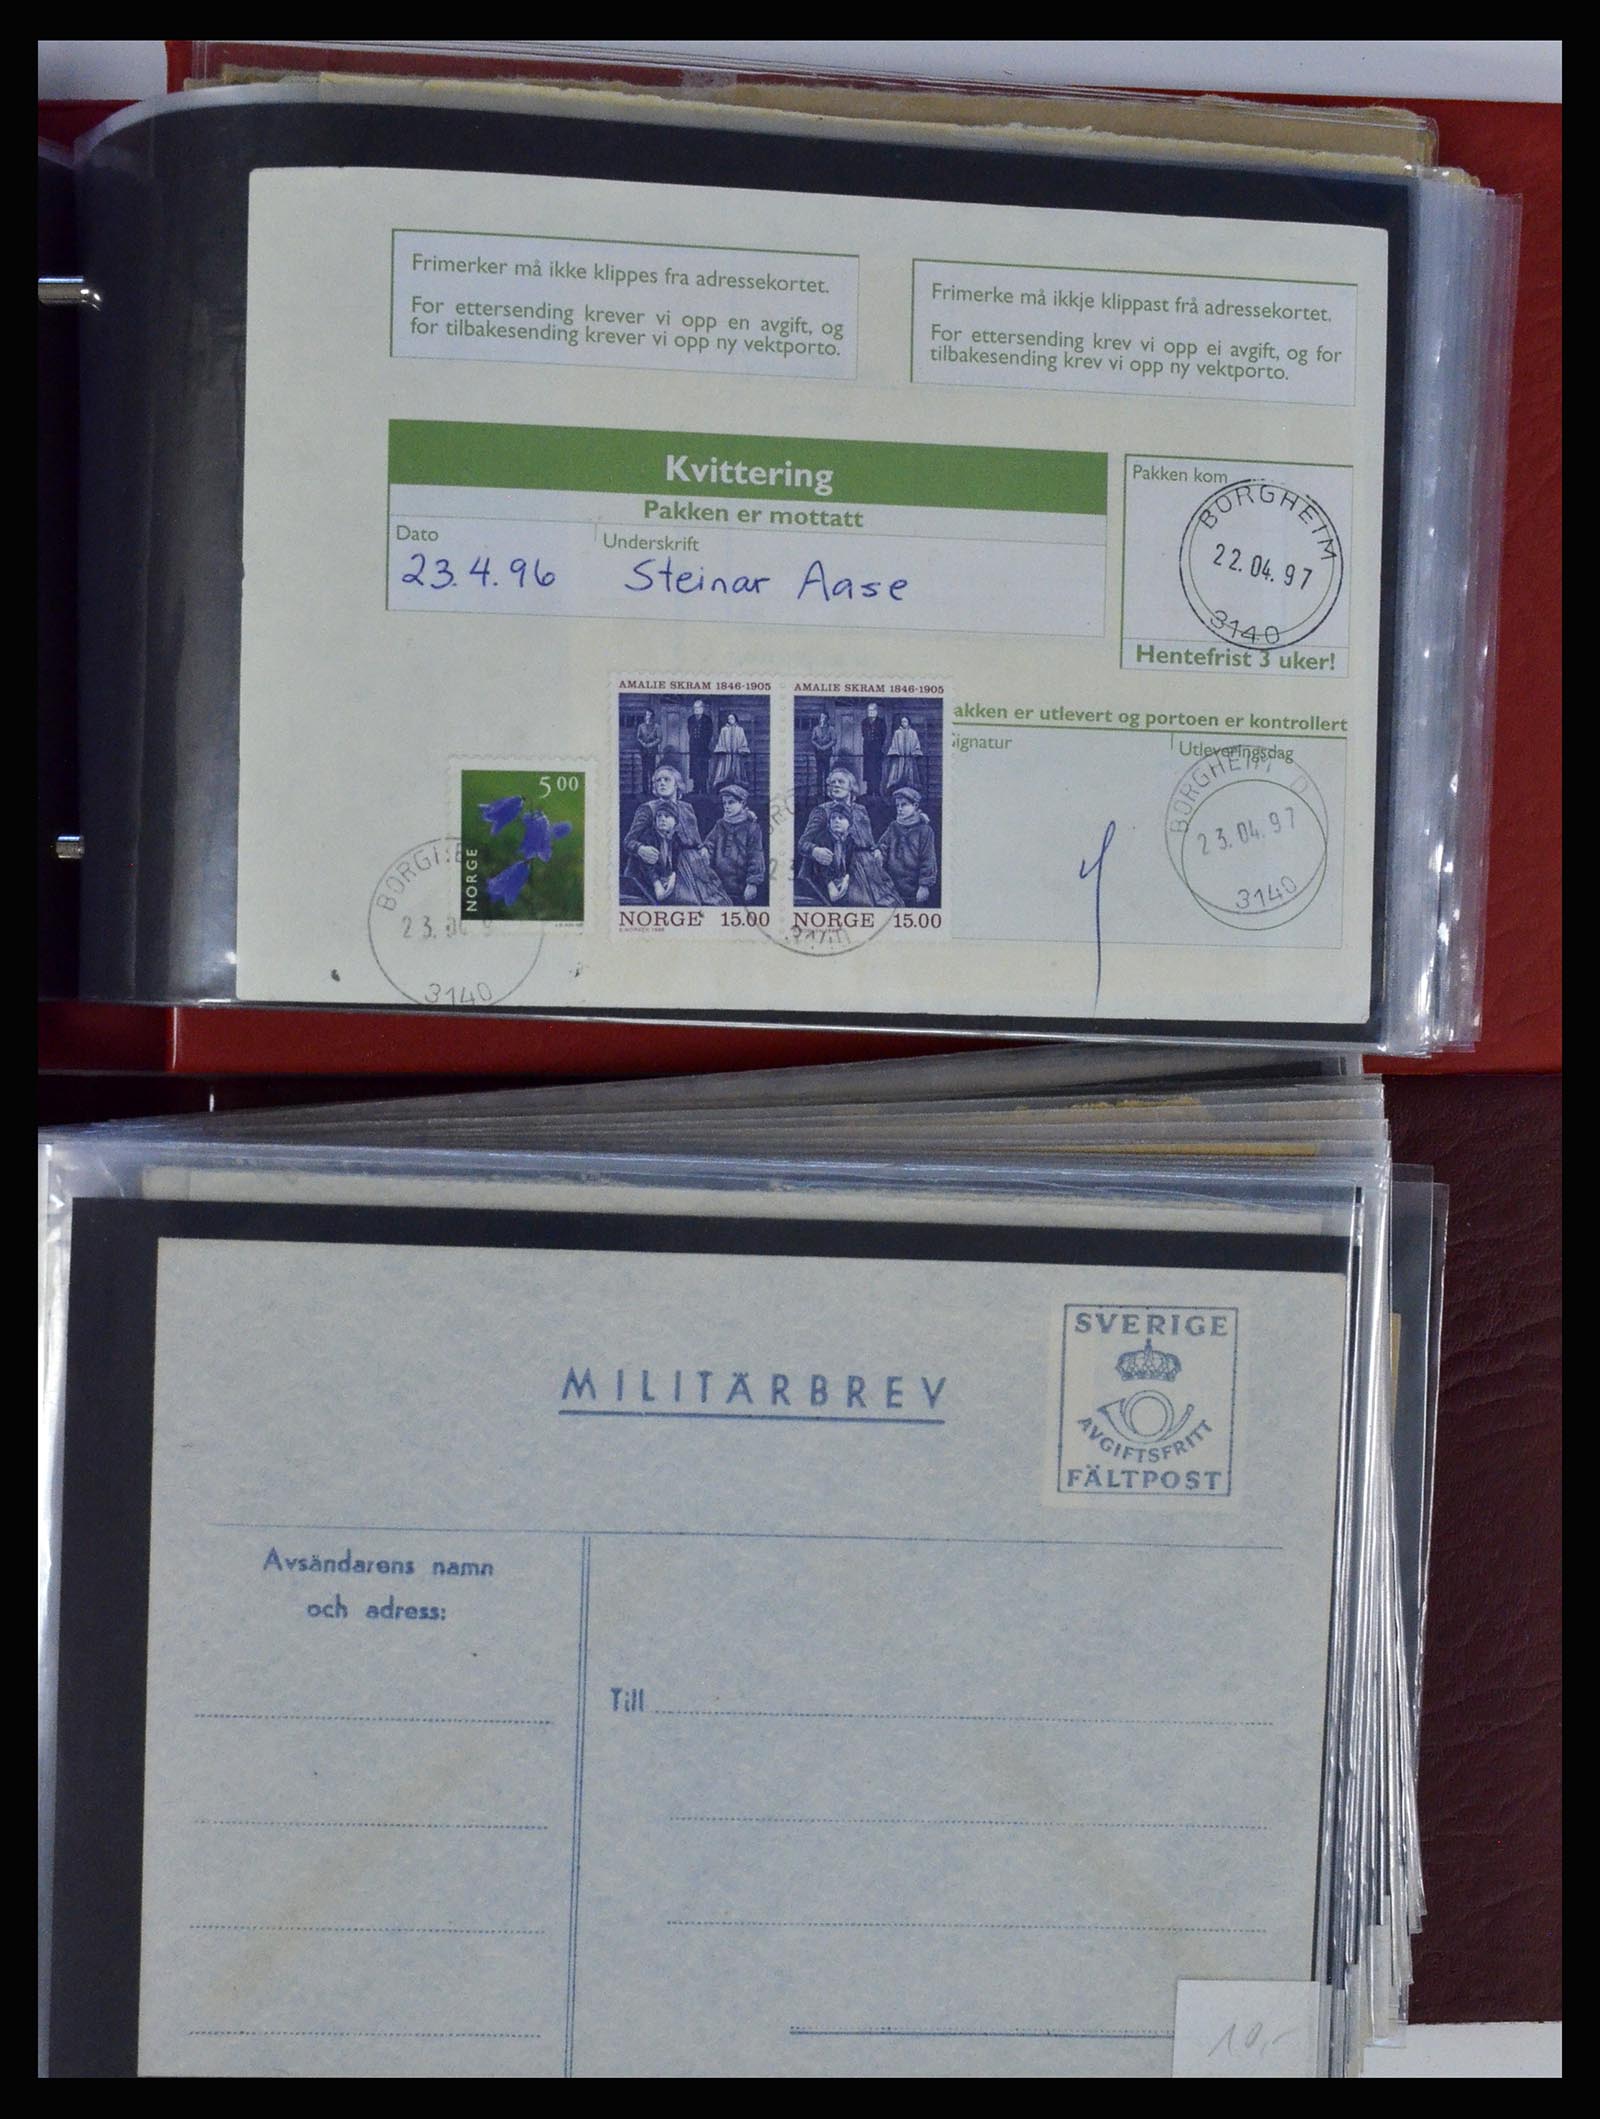 Frimerker må ikke klippes fra adressekortet.
For ettersending krever vi opp en avgift, og
for tilbakesending krever vi opp ny vektporto.
Frimerke må ikkje klippast frå adressekortet.
For ettersending krev vi opp ei avgift, og for
tilbakesending krev vi opp ny vektporto.
Kvittering
Pakken er mottatt
Dato
Underskrift
23.4.96 Steinar Aase
Pakken kom
BORGHEIM
22.04.97
3140
Hentefrist 3 uker!
akken er utlevert og portoen er kontrollert
ignatur
Utleveringsdag
BORGHEIM
23.04.97
3140
AMALIE SKRAM 1846-1905
NORGE 15.00
AMALIE SKRAM 1846-1905
NORGE 15.00
5 00
NORGE
BORGHE
23.
3140
MILITÄRBREV
SVERIGE
AVGIFTSFRITT
FÄLTPOST
Avsändarens namn
och adress:
Till
10,-